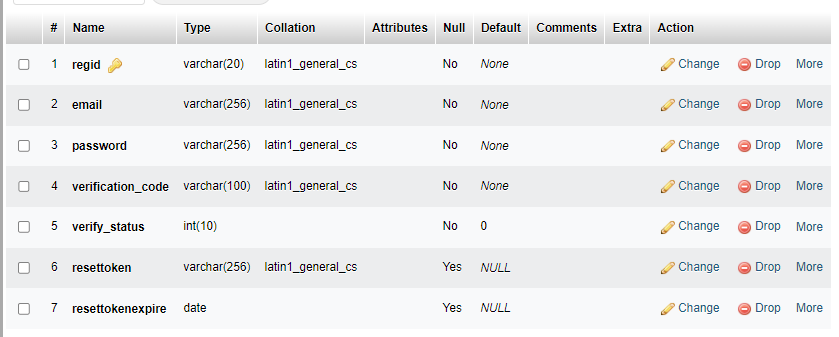 # Name Type Collation Attributes Null Default Comments Extra Action
1 regid varchar(20) latin1_general_cs No None Change Drop More
2 email varchar(256) latin1_general_cs No None Change Drop More
3 password varchar(256) latin1_general_cs No None Change Drop More
4 verification_code varchar(100) latin1_general_cs No None Change Drop More
5 verify_status int(10) No 0 Change Drop More
6 resettoken varchar(256) latin1_general_cs Yes NULL Change Drop More
7 resettokenexpire date Yes NULL Change Drop More